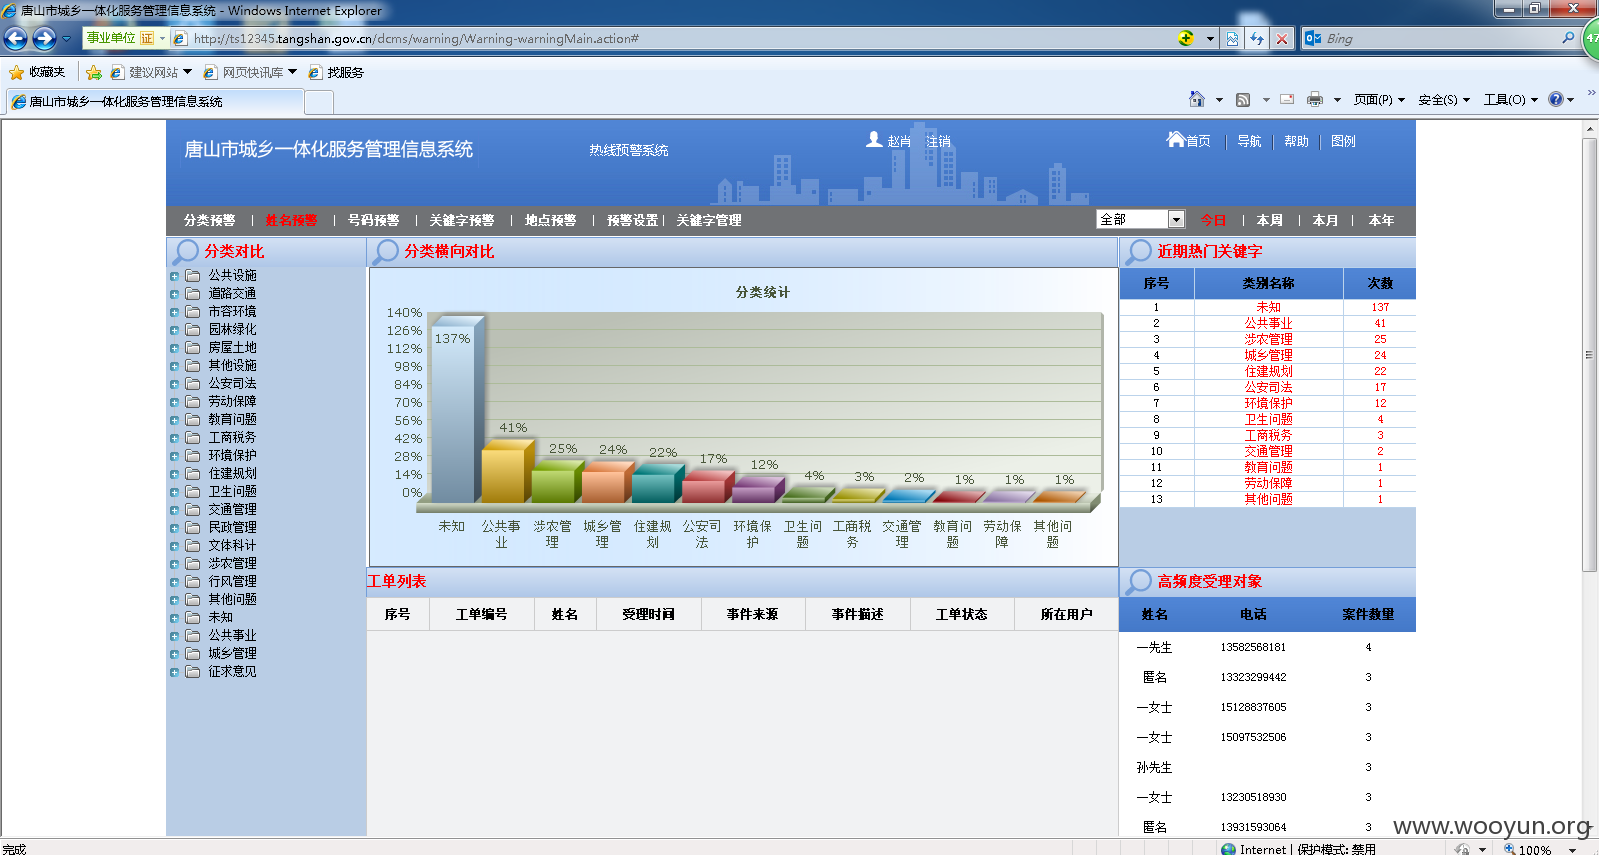 唐山市城乡一体化服务管理信息系统 - Windows Internet Explorer
事业单位 证 http://ts12345.tangshan.gov.cn/dcms/warning/Warning-warningMain.action# Bing 47
收藏夹 建议网站 网页快讯库 找服务
唐山市城乡一体化服务管理信息系统 页面(P) 安全(S) 工具(O) »
唐山市城乡一体化服务管理信息系统 热线预警系统 赵肖 注销 首页 导航 帮助 图例
分类预警 | 姓名预警 | 号码预警 | 关键字预警 | 地点预警 | 预警设置 | 关键字管理 全部 今日 | 本周 | 本月 | 本年
分类对比
公共设施
道路交通
市容环境
园林绿化
房屋土地
其他设施
公安司法
劳动保障
教育问题
工商税务
环境保护
住建规划
卫生问题
交通管理
民政管理
文体科计
涉农管理
行风管理
其他问题
未知
公共事业
城乡管理
征求意见
分类横向对比
分类统计
140%
126%
112%
98%
84%
70%
56%
42%
28%
14%
0%
137% 41% 25% 24% 22% 17% 12% 4% 3% 2% 1% 1% 1%
未知 公共事业 涉农管理 城乡管理 住建规划 公安司法 环境保护 卫生问题 工商税务 交通管理 教育问题 劳动保障 其他问题
工单列表
序号 工单编号 姓名 受理时间 事件来源 事件描述 工单状态 所在用户
近期热门关键字
序号 类别名称 次数
1 未知 137
2 公共事业 41
3 涉农管理 25
4 城乡管理 24
5 住建规划 22
6 公安司法 17
7 环境保护 12
8 卫生问题 4
9 工商税务 3
10 交通管理 2
11 教育问题 1
12 劳动保障 1
13 其他问题 1
高频度受理对象
姓名 电话 案件数量
一先生 13582568181 4
匿名 13323299442 3
一女士 15128837605 3
一女士 15097532506 3
孙先生 3
一女士 13230518930 3
匿名 13931593064 3
www.wooyun.org
完成 Internet | 保护模式: 禁用 100%